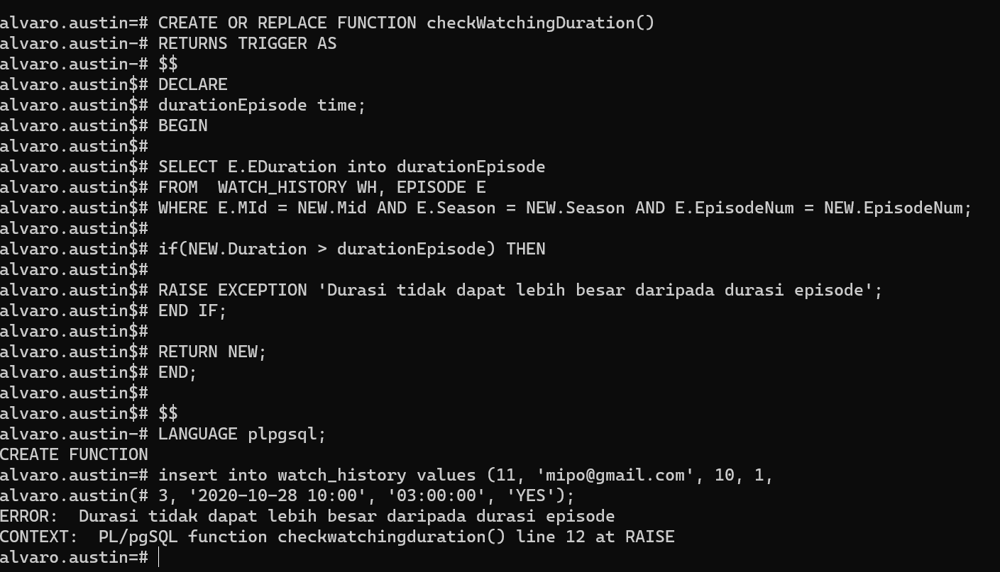 alvaro.austin=# CREATE OR REPLACE FUNCTION checkWatchingDuration()
alvaro.austin-# RETURNS TRIGGER AS
alvaro.austin-# $$
alvaro.austin$# DECLARE
alvaro.austin$# durationEpisode time;
alvaro.austin$# BEGIN
alvaro.austin$#
alvaro.austin$# SELECT E.EDuration into durationEpisode
alvaro.austin$# FROM  WATCH_HISTORY WH, EPISODE E
alvaro.austin$# WHERE E.MId = NEW.Mid AND E.Season = NEW.Season AND E.EpisodeNum = NEW.EpisodeNum;
alvaro.austin$#
alvaro.austin$# if(NEW.Duration > durationEpisode) THEN
alvaro.austin$#
alvaro.austin$# RAISE EXCEPTION 'Durasi tidak dapat lebih besar daripada durasi episode';
alvaro.austin$# END IF;
alvaro.austin$#
alvaro.austin$# RETURN NEW;
alvaro.austin$# END;
alvaro.austin$#
alvaro.austin$# $$
alvaro.austin-# LANGUAGE plpgsql;
CREATE FUNCTION
alvaro.austin=# insert into watch_history values (11, 'mipo@gmail.com', 10, 1,
alvaro.austin(# 3, '2020-10-28 10:00', '03:00:00', 'YES');
ERROR:  Durasi tidak dapat lebih besar daripada durasi episode
CONTEXT:  PL/pgSQL function checkwatchingduration() line 12 at RAISE
alvaro.austin=#